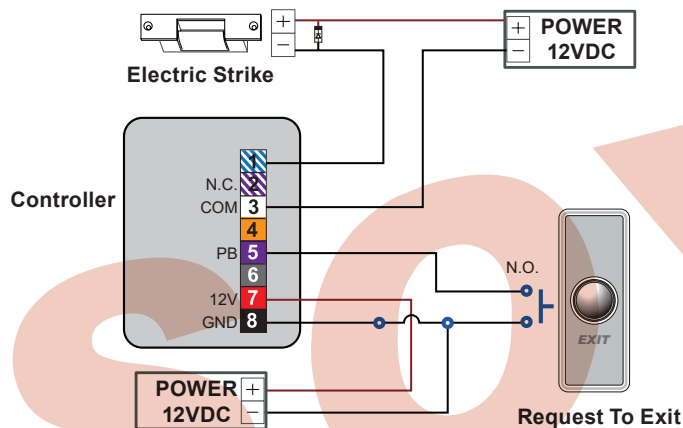 +
−
+
−
POWER
12VDC
Electric Strike
Controller
1
N.C. 2
COM 3
4
PB 5
6
12V 7
GND 8
N.O.
EXIT
POWER +
12VDC −
Request To Exit